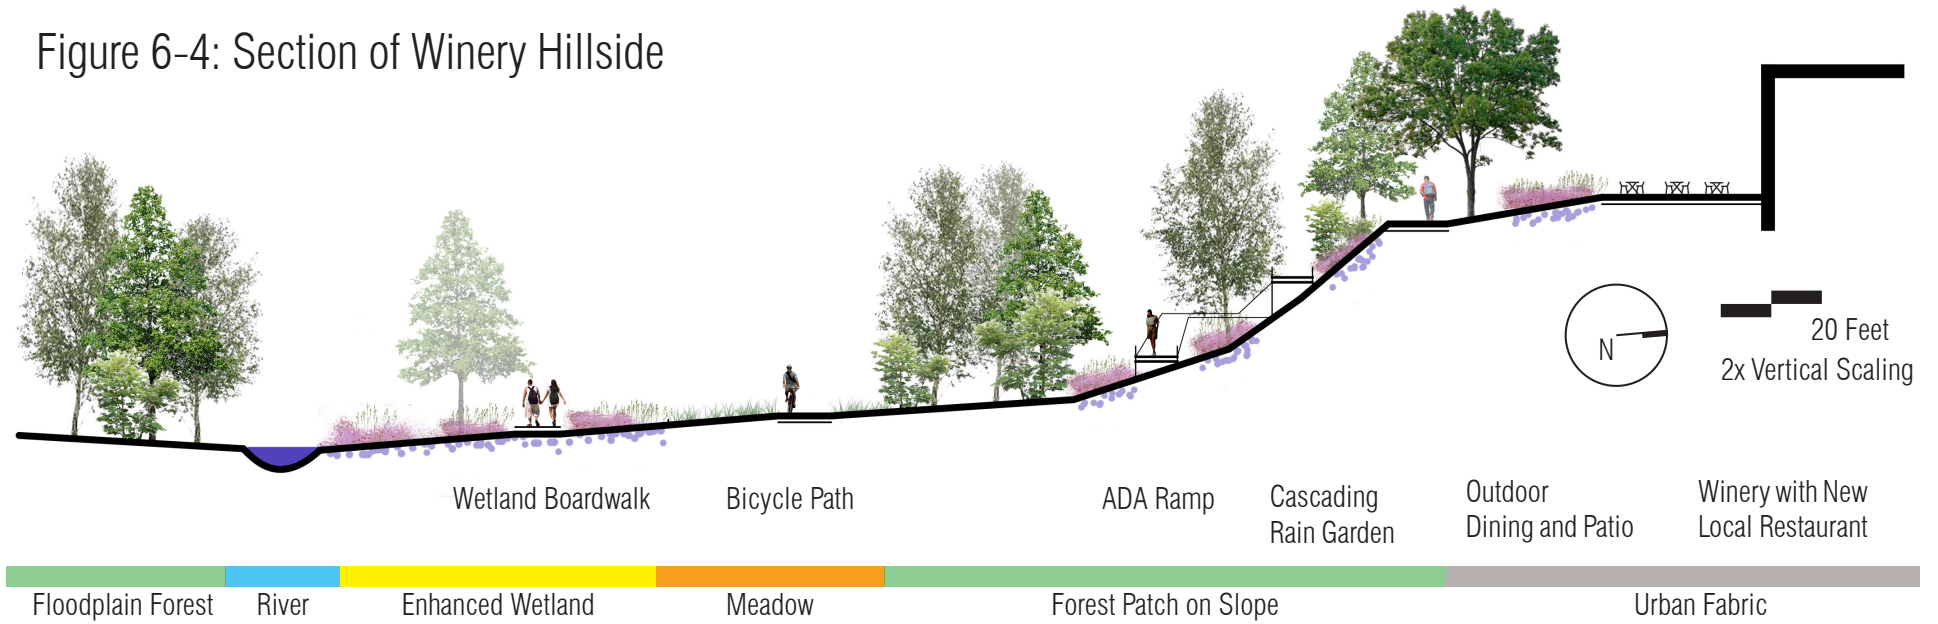 Figure 6-4: Section of Winery Hillside
N
20 Feet
2x Vertical Scaling
Wetland Boardwalk
Bicycle Path
ADA Ramp
Cascading
Rain Garden
Outdoor
Dining and Patio
Winery with New
Local Restaurant
Floodplain Forest
River
Enhanced Wetland
Meadow
Forest Patch on Slope
Urban Fabric